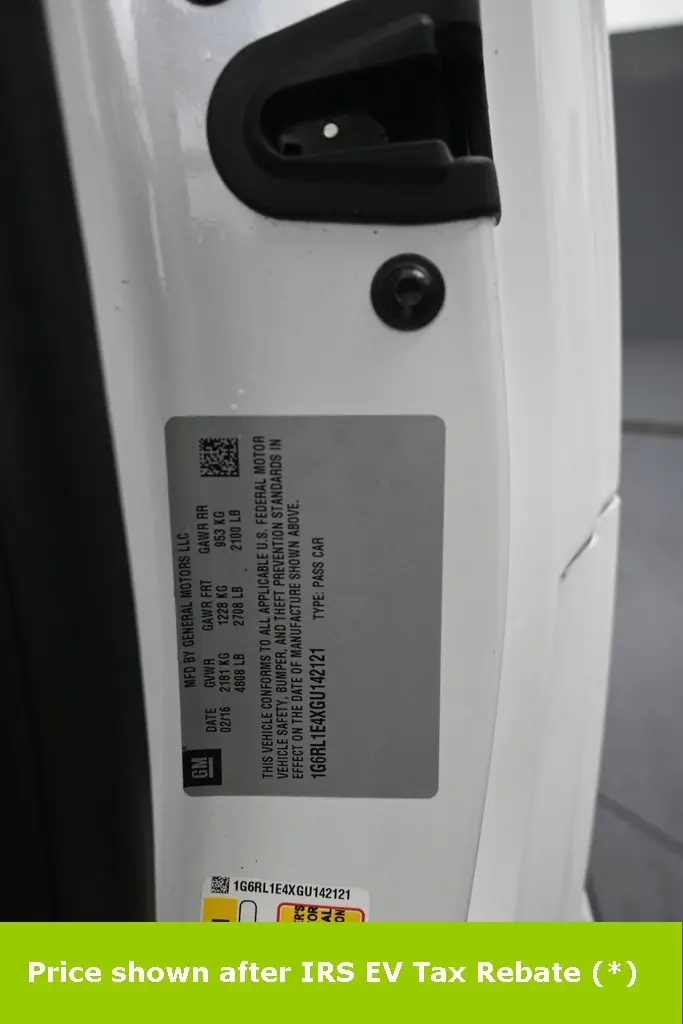 GM
MFD BY GENERAL MOTORS LLC
DATE GVWR GAWR FRT GAWR RR
02/16 2181 KG 1228 KG 953 KG
4808 LB 2708 LB 2100 LB
THIS VEHICLE CONFORMS TO ALL APPLICABLE U.S. FEDERAL MOTOR
VEHICLE SAFETY, BUMPER, AND THEFT PREVENTION STANDARDS IN
EFFECT ON THE DATE OF MANUFACTURE SHOWN ABOVE.
1G6RL1E4XGU142121 TYPE: PASS CAR
1G6RL1E4XGU142121
Price shown after IRS EV Tax Rebate (*)